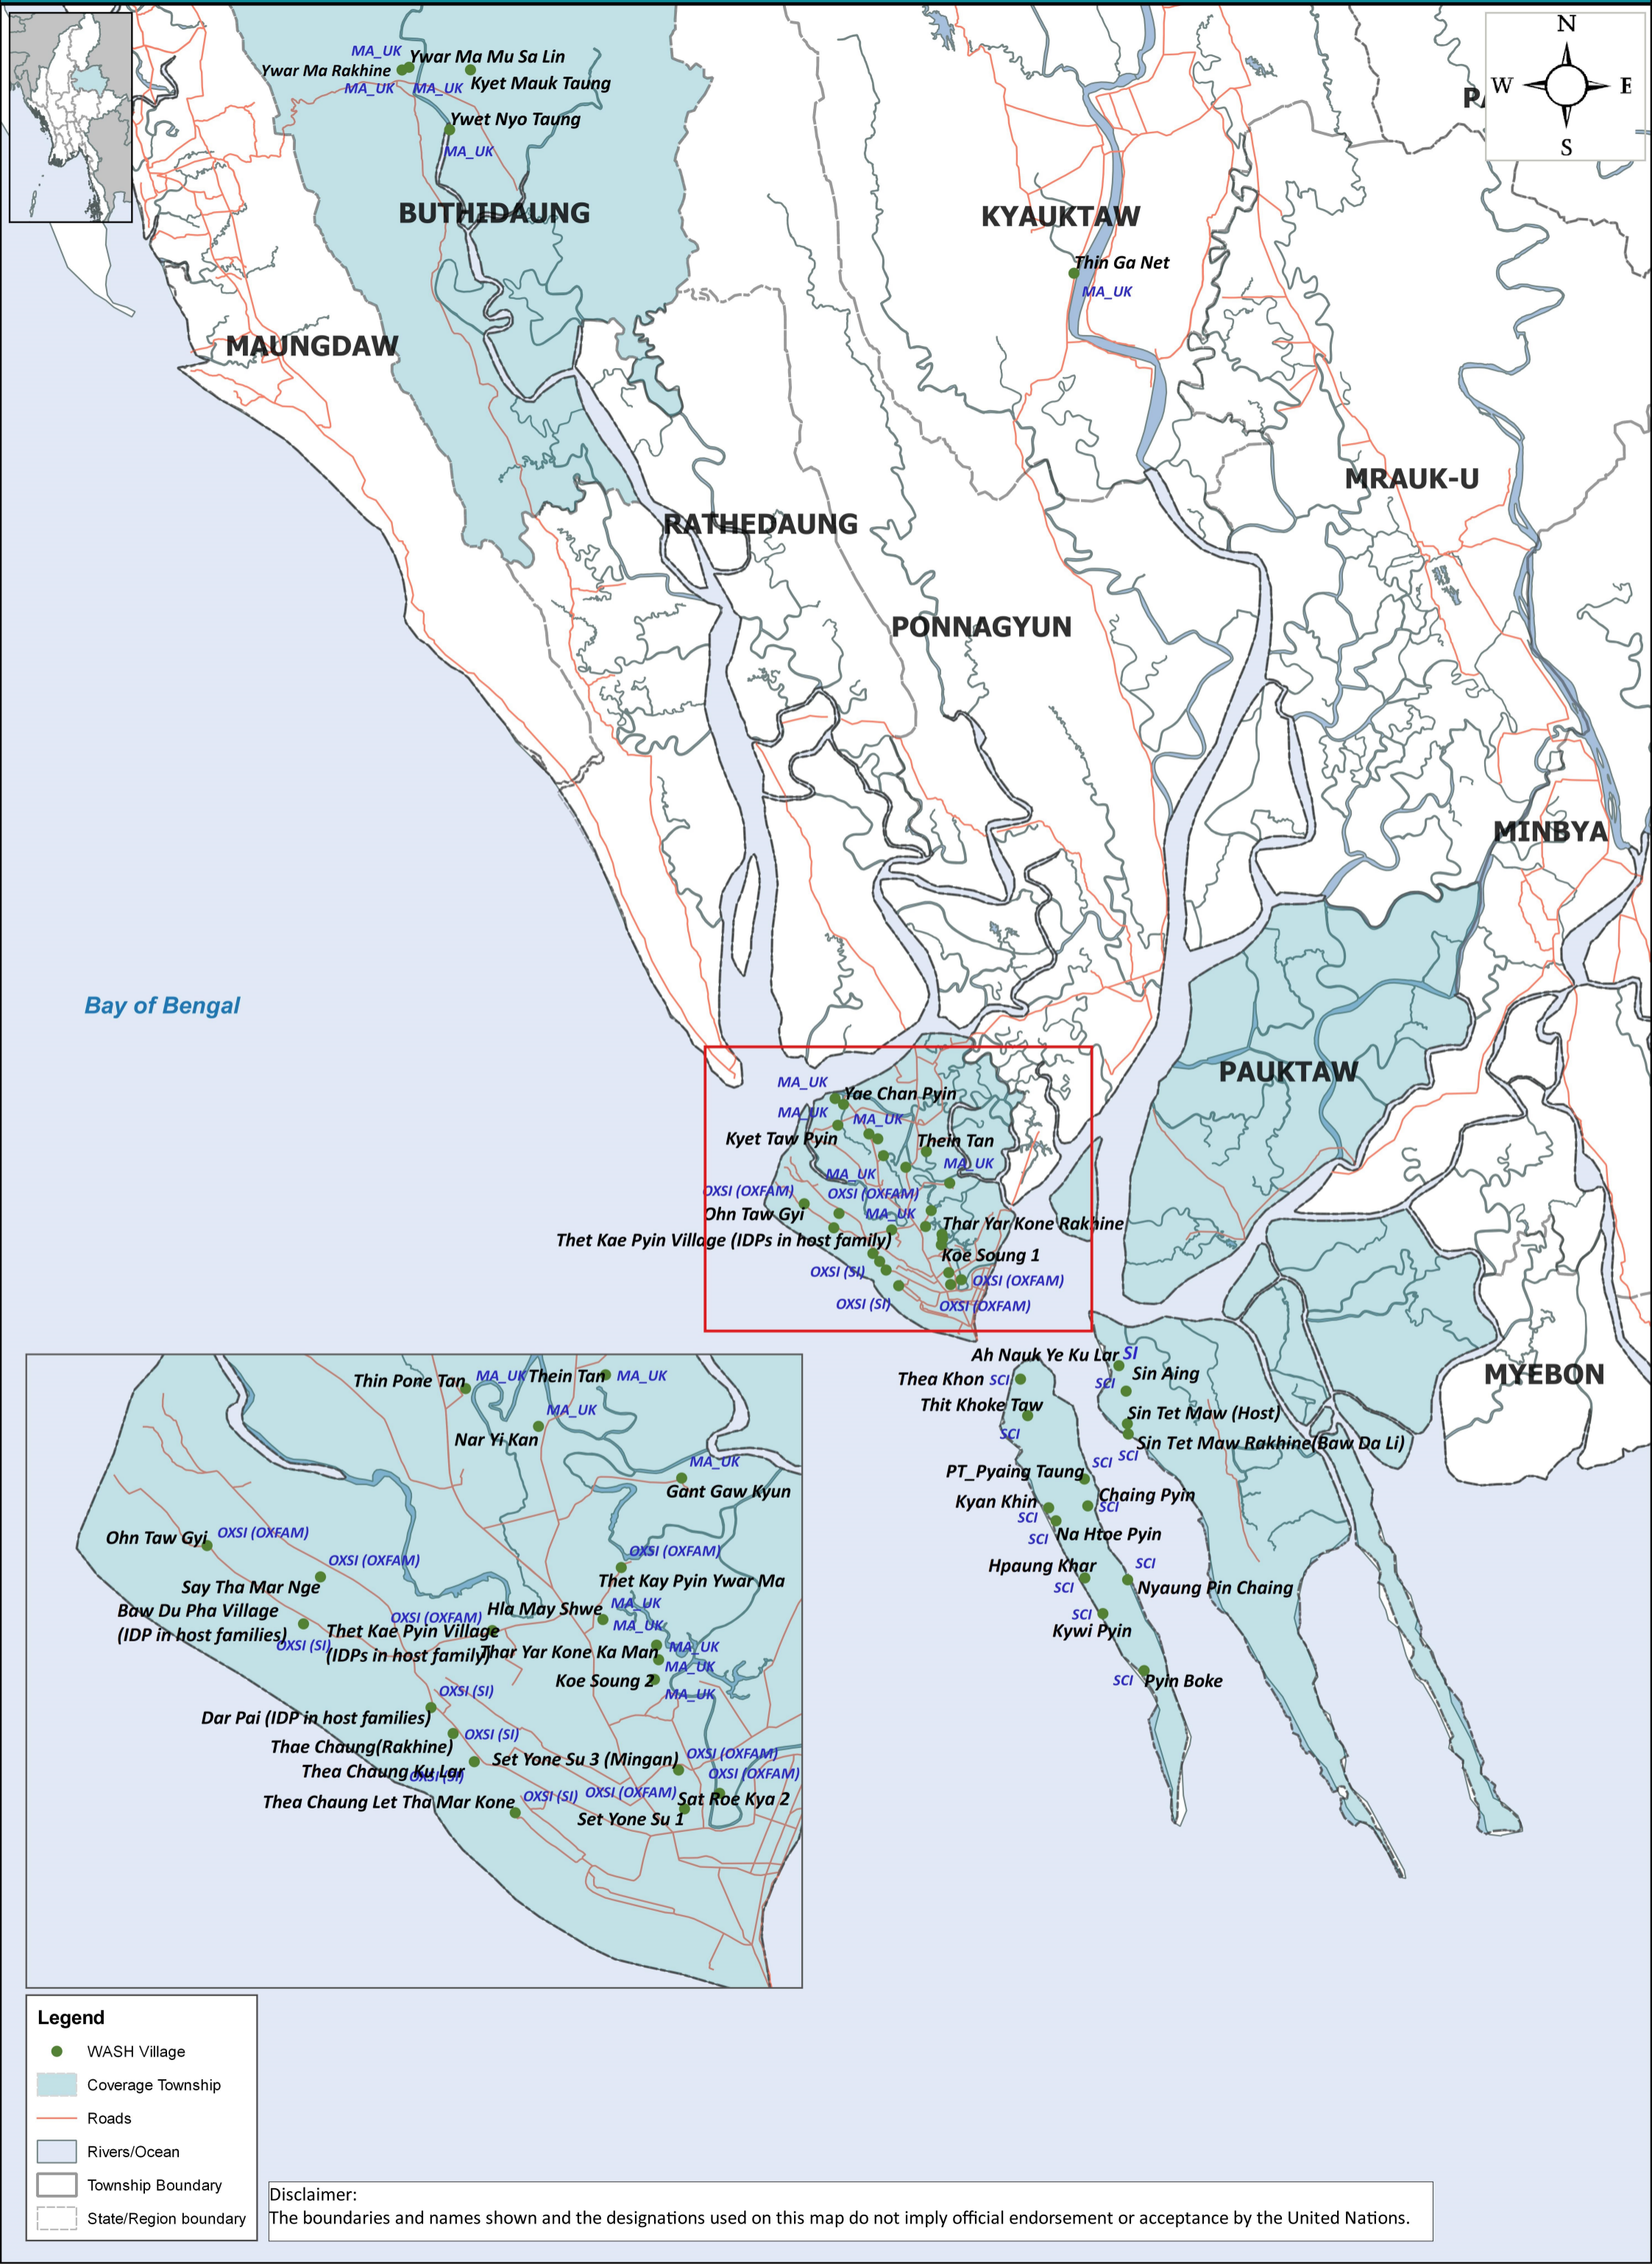 N
W
E
S
MA_UK
Ywar Ma Mu Sa Lin
Ywar Ma Rakhine
MA_UK
MA_UK
Kyet Mauk Taung
Ywet Nyo Taung
MA_UK
BUTHIDAUNG
KYAUKTAW
Thin Ga Net
MA_UK
MAUNGDAW
MRAUK-U
RATHEDAUNG
PONNAGYUN
MINBYA
Bay of Bengal
PAUKTAW
MA_UK
Yae Chan Pyin
MA_UK
MA_UK
Kyet Taw Pyin
Thein Tan
MA_UK
MA_UK
OXSI (OXFAM)
OXSI (OXFAM)
Ohn Taw Gyi
MA_UK
Thar Yar Kone Rakhine
Thet Kae Pyin Village (IDPs in host family)
Koe Soung 1
OXSI (SI)
OXSI (OXFAM)
OXSI (SI)
OXSI (OXFAM)
Ah Nauk Ye Ku Lar
SI
Thea Khon
SCI
SCI
Sin Aing
MYEBON
Thit Khoke Taw
Sin Tet Maw (Host)
SCI
Sin Tet Maw Rakhine(Baw Da Li)
SCI
SCI
PT_Pyaing Taung
Chaing Pyin
Kyan Khin
SCI
SCI
SCI
Na Htoe Pyin
Hpaung Khar
SCI
SCI
Nyaung Pin Chaing
SCI
Kywi Pyin
SCI
Pyin Boke
Thin Pone Tan
MA_UK
Thein Tan
MA_UK
MA_UK
Nar Yi Kan
MA_UK
Gant Gaw Kyun
Ohn Taw Gyi
OXSI (OXFAM)
OXSI (OXFAM)
OXSI (OXFAM)
Say Tha Mar Nge
Thet Kay Pyin Ywar Ma
Baw Du Pha Village
(IDP in host families)
OXSI (SI)
OXSI (OXFAM)
Hla May Shwe
MA_UK
MA_UK
Thet Kae Pyin Village
(IDPs in host family)
Thar Yar Kone Ka Man
MA_UK
MA_UK
Koe Soung 2
MA_UK
OXSI (SI)
Dar Pai (IDP in host families)
OXSI (SI)
Thae Chaung(Rakhine)
Set Yone Su 3 (Mingan)
OXSI (OXFAM)
Thea Chaung Ku Lar
OXSI (SI)
OXSI (OXFAM)
Thea Chaung Let Tha Mar Kone
OXSI (SI)
OXSI (OXFAM)
Sat Roe Kya 2
Set Yone Su 1
Legend
WASH Village
Coverage Township
Roads
Rivers/Ocean
Township Boundary
State/Region boundary
Disclaimer:
The boundaries and names shown and the designations used on this map do not imply official endorsement or acceptance by the United Nations.